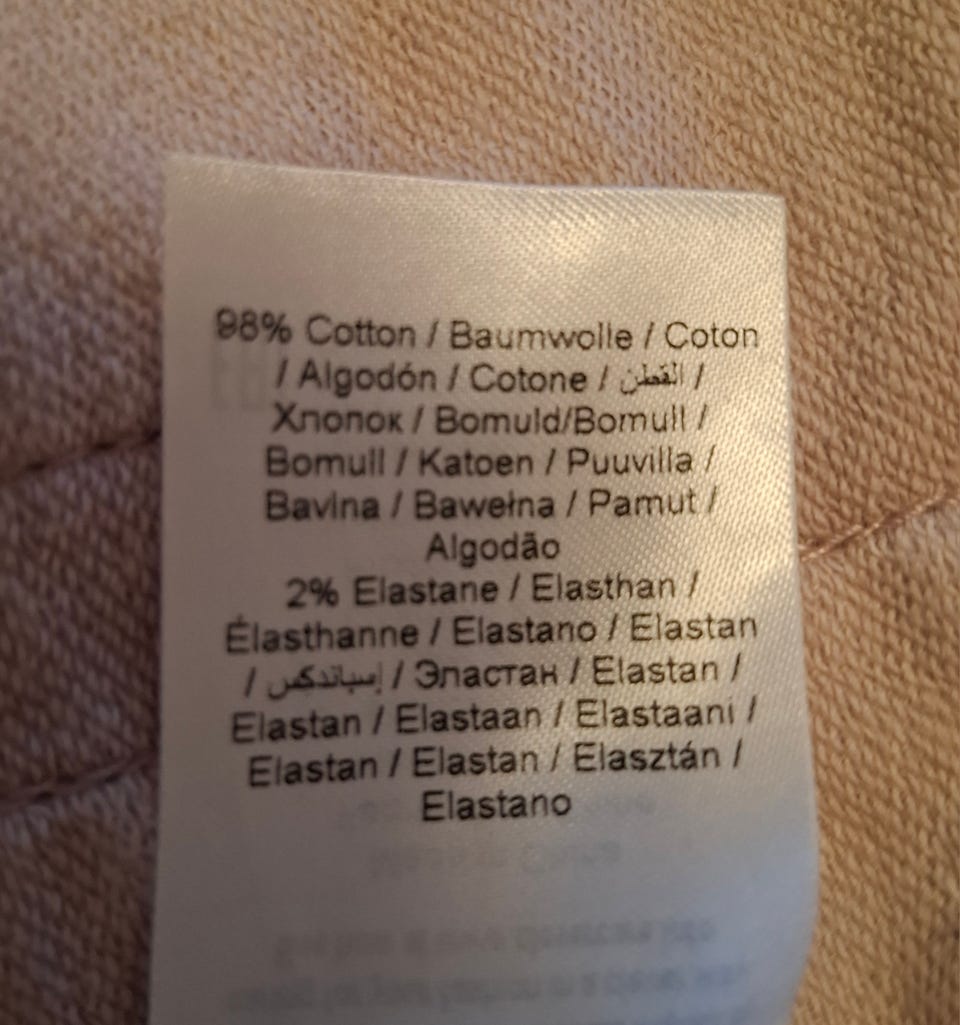 98% Cotton / Baumwolle / Coton
/ Algodón / Cotone / القطن /
Хлопок / Bomuld/Bomull /
Bomull / Katoen / Puuvilla /
Bavlna / Bawełna / Pamut /
Algodão
2% Elastane / Elasthan /
Élasthanne / Elastano / Elastan
/ إسباندكس / Эластан / Elastan /
Elastan / Elastaan / Elastaani /
Elastan / Elastan / Elasztán /
Elastano